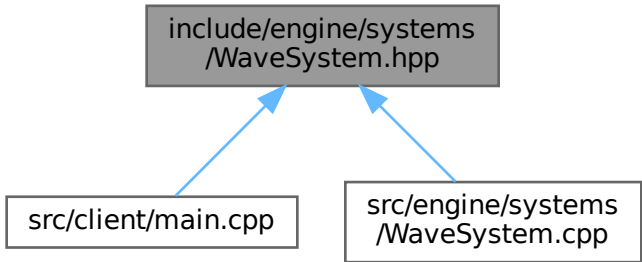 include/engine/systems
/WaveSystem.hpp
src/client/main.cpp
src/engine/systems
/WaveSystem.cpp